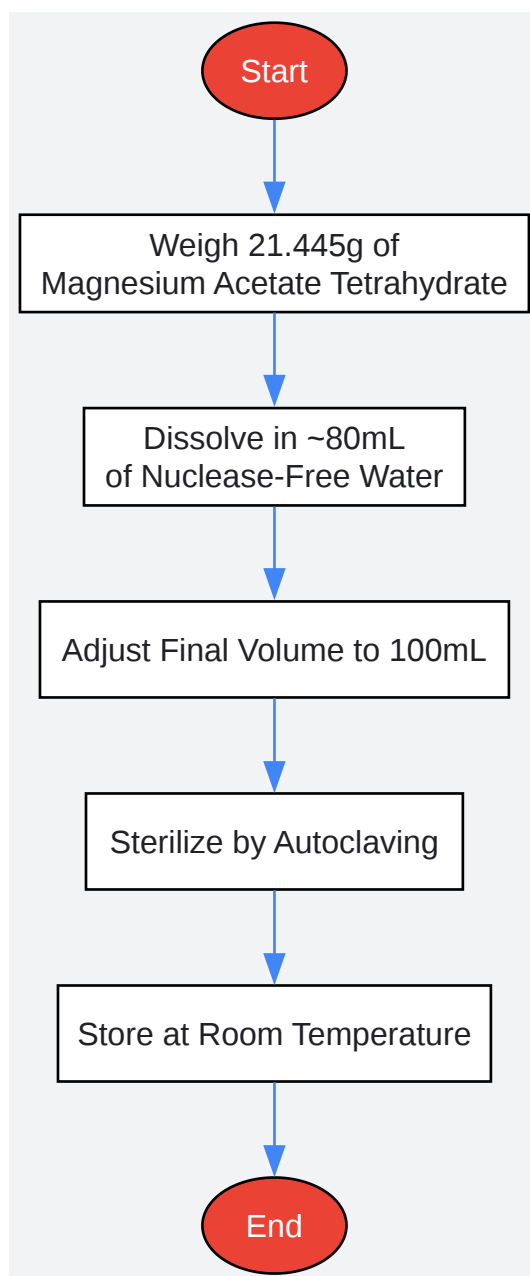 Start
Weigh 21.445g of
Magnesium Acetate Tetrahydrate
Dissolve in ~80mL
of Nuclease-Free Water
Adjust Final Volume to 100mL
Sterilize by Autoclaving
Store at Room Temperature
End